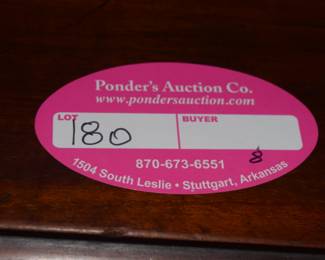 Ponder's Auction Co.
www.pondersauction.com
LOT BUYER
180
870-673-6551 8
1504 South Leslie • Stuttgart, Arkansas